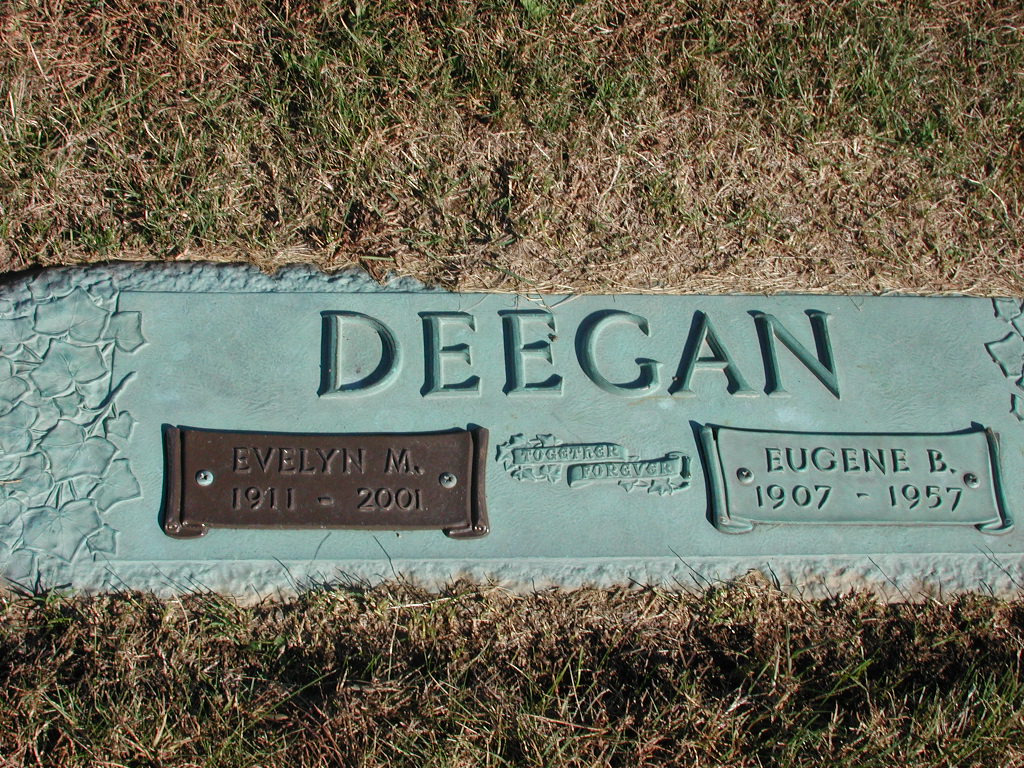 DEEGAN
EVELYN M.
1911 - 2001
TOGETHER
FOREVER
EUGENE B.
1907 - 1957